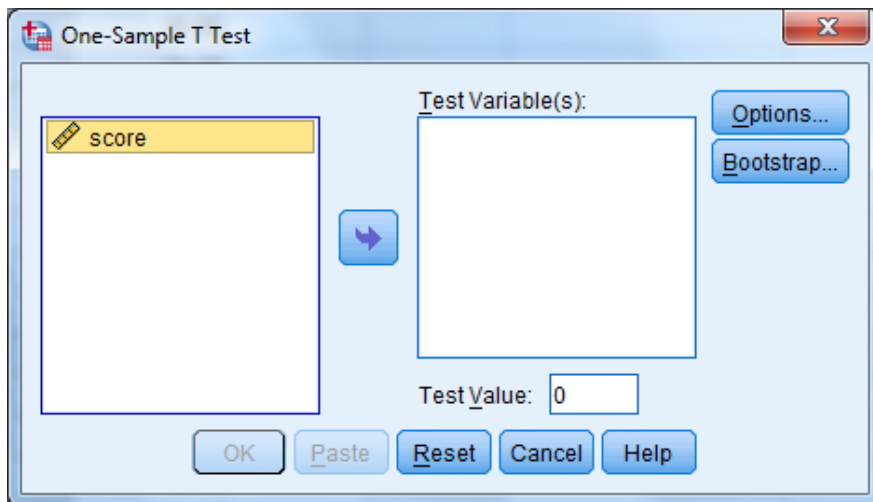 One-Sample T Test
x
score
Test Variable(s):
Options...
Bootstrap...
Test Value: 0
OK Paste Reset Cancel Help